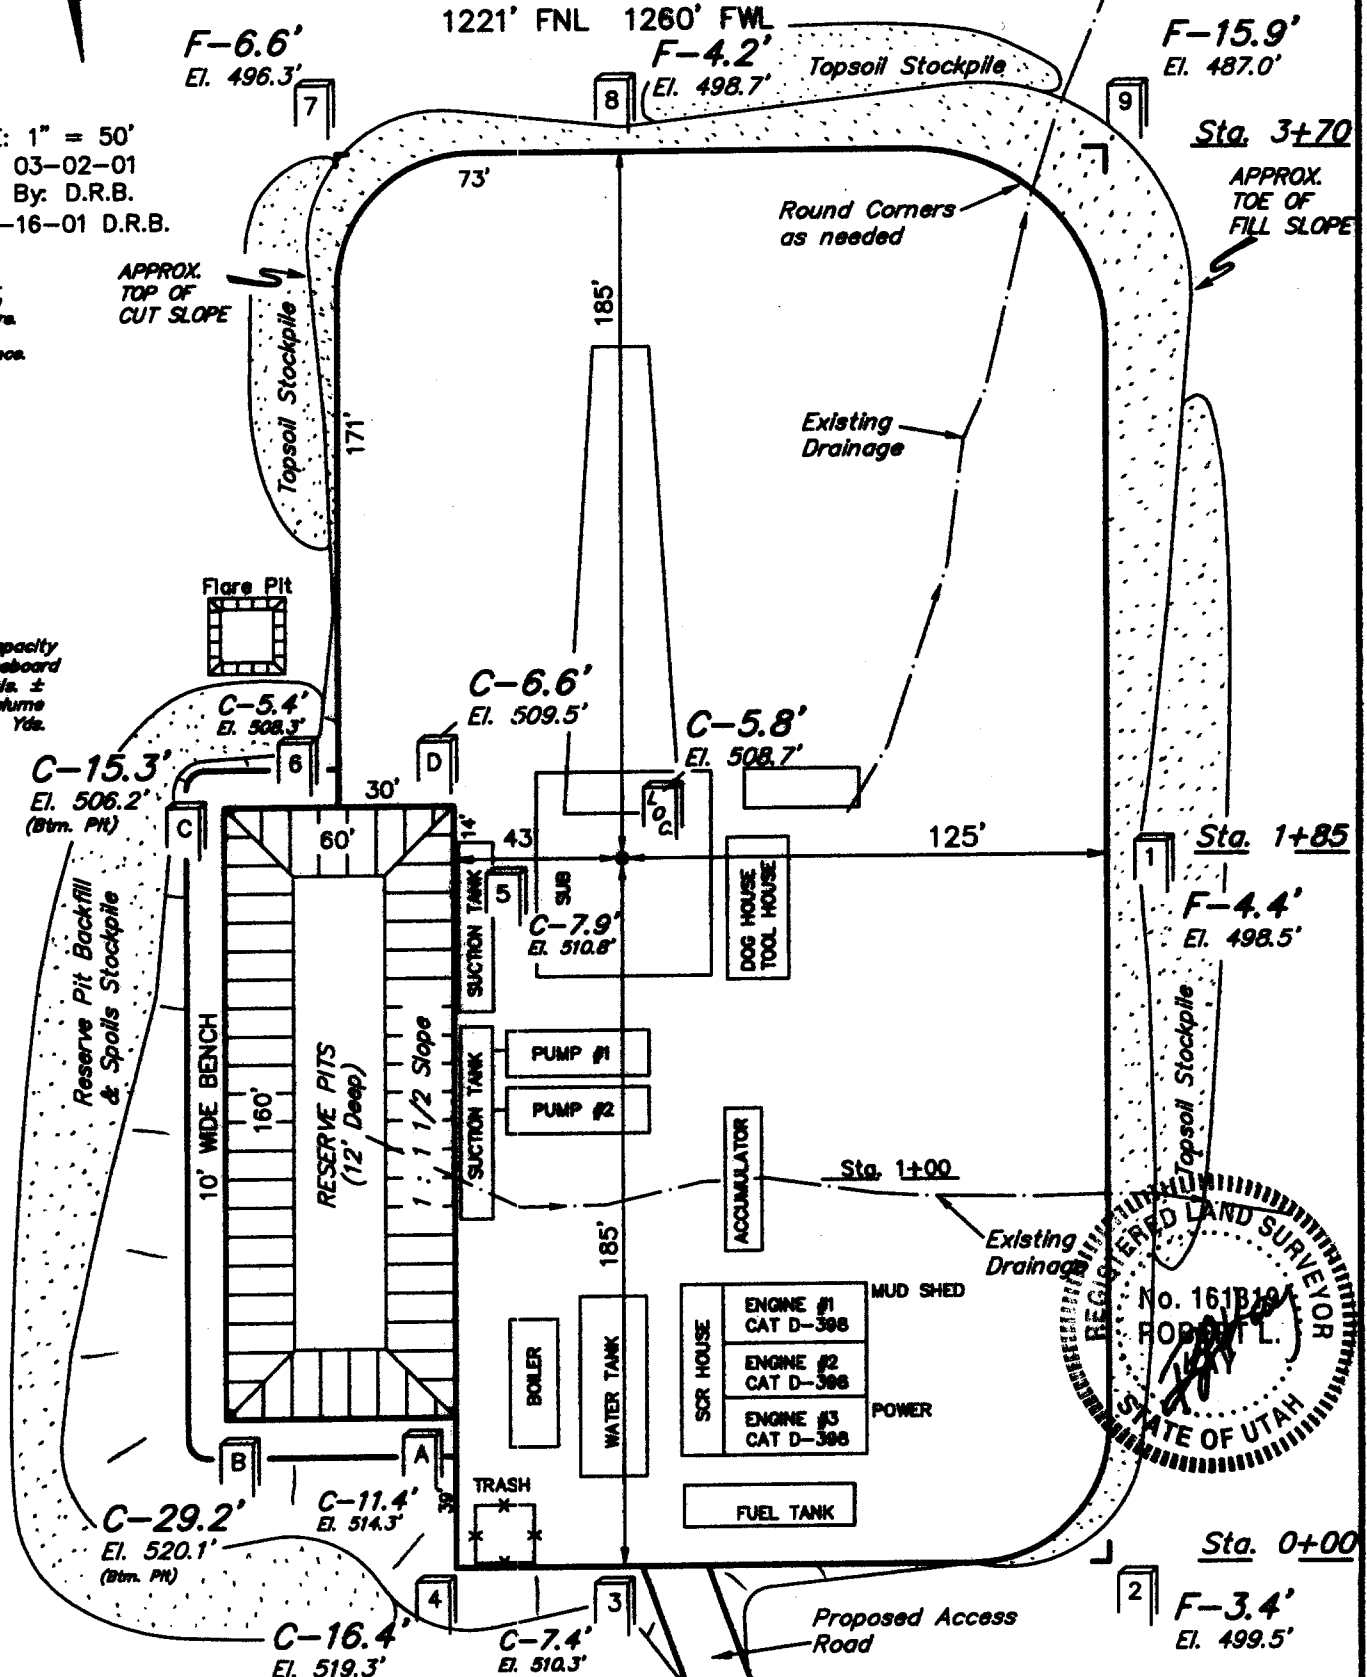 1221' FNL 1260' FWL
F-6.6'
El. 496.3'
7
F-4.2'
El. 498.7'
8
Topsoil Stockpile
F-15.9'
El. 487.0'
9
1" = 50'
03-02-01
By: D.R.B.
-16-01 D.R.B.
Sta. 3+70
APPROX.
TOE OF
FILL SLOPE
73'
Round Corners
as needed
APPROX.
TOP OF
CUT SLOPE
Topsoil Stockpile
185'
171'
Existing
Drainage
Flare Pit
± 
Yds.
C-5.4'
El. 508.3'
6
C-6.6'
El. 509.5'
D
C-5.8'
El. 508.7'
LOC.
C-15.3'
El. 506.2'
(Btm. Pit)
C
30'
60'
14'
43'
125'
1
Sta. 1+85
F-4.4'
El. 498.5'
SUCTION TANK
5
SUB
C-7.9'
El. 510.8'
DOG HOUSE
TOOL HOUSE
Reserve Pit Backfill
& Spoils Stockpile
10' WIDE BENCH
160'
RESERVE PITS
(12' Deep)
1 : 1 1/2 Slope
SUCTION TANK
PUMP #1
PUMP #2
Topsoil Stockpile
ACCUMULATOR
Sta. 1+00
185'
Existing
Drainage
REGISTERED LAND SURVEYOR
No. 161319
ROBERT L.
KAY
STATE OF UTAH
MUD SHED
SCR HOUSE
ENGINE #1
CAT D-398
ENGINE #2
CAT D-398
ENGINE #3
CAT D-398
POWER
BOILER
WATER TANK
B
A
TRASH
39'
FUEL TANK
C-11.4'
El. 514.3'
C-29.2'
El. 520.1'
(Btm. Pit)
Sta. 0+00
4
3
2
C-16.4'
El. 519.3'
C-7.4'
El. 510.3'
Proposed Access
Road
F-3.4'
El. 499.5'